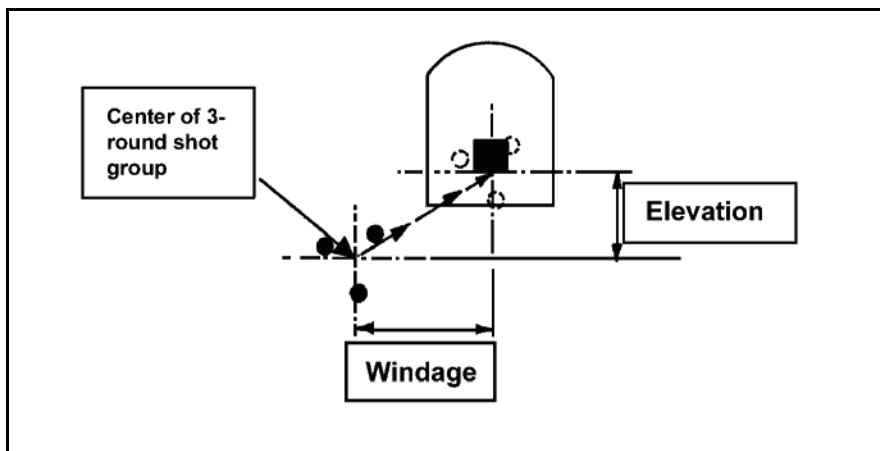 Center of 3-
round shot
group
Elevation
Windage